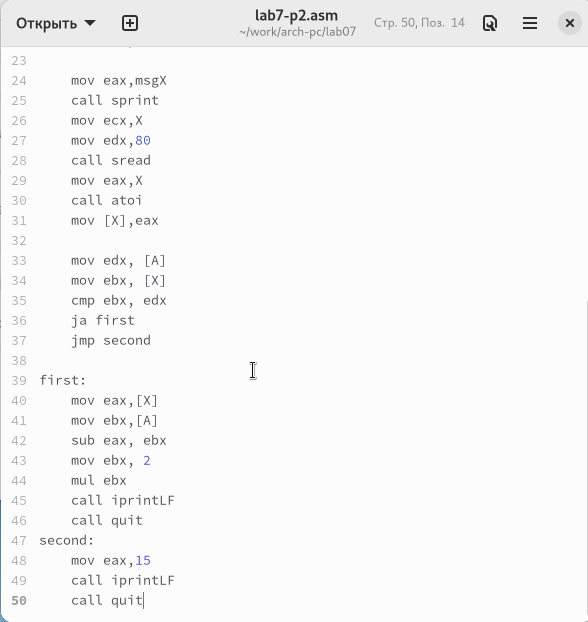 Открыть
lab7-p2.asm
~/work/arch-pc/lab07
Стр. 50, Поз. 14
23
24 mov eax,msgX
25 call sprint
26 mov ecx,X
27 mov edx,80
28 call sread
29 mov eax,X
30 call atoi
31 mov [X],eax
32
33 mov edx, [A]
34 mov ebx, [X]
35 cmp ebx, edx
36 ja first
37 jmp second
38
39 first:
40 mov eax,[X]
41 mov ebx,[A]
42 sub eax, ebx
43 mov ebx, 2
44 mul ebx
45 call iprintLF
46 call quit
47 second:
48 mov eax,15
49 call iprintLF
50 call quit